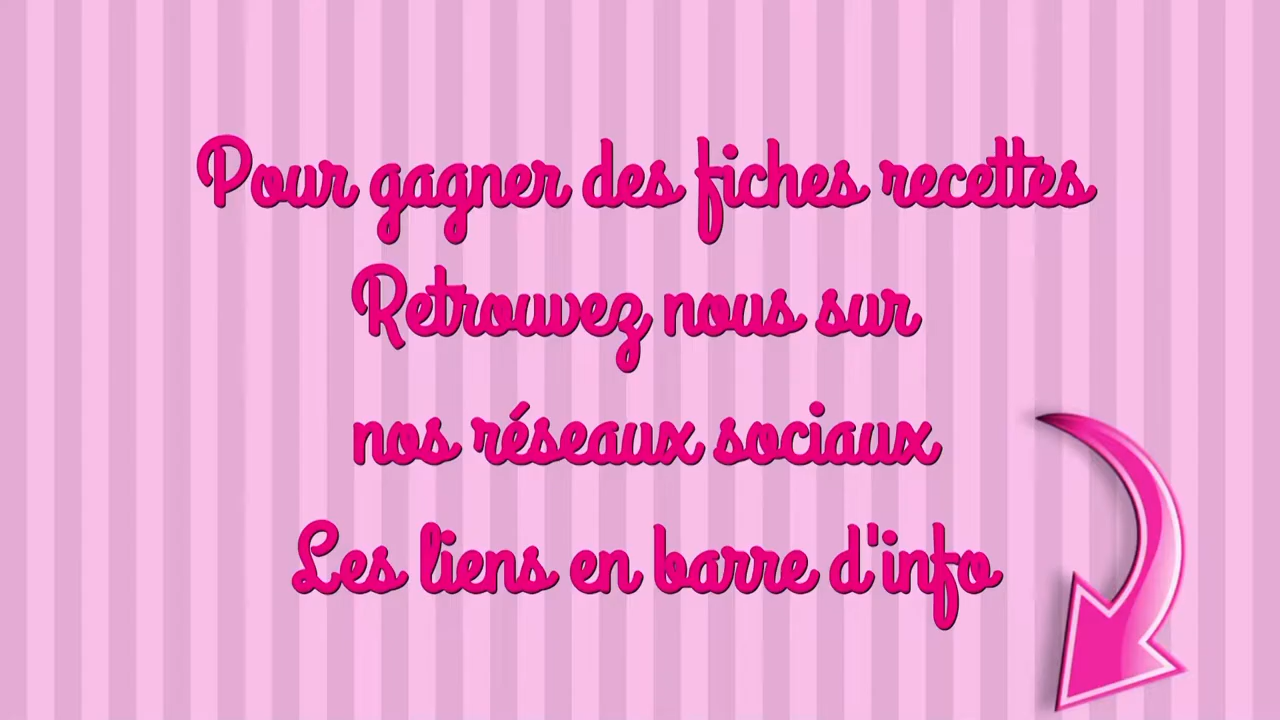 Pour gagner des fiches recettes
Retrouvez nous sur
nos réseaux sociaux
Les liens en barre d'info